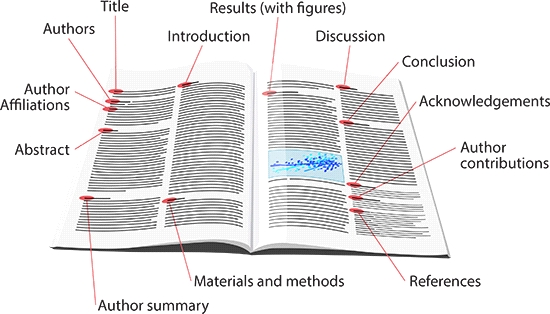 Title
Results (with figures)
Authors
Introduction
Discussion
Conclusion
Author
Affiliations
Acknowledgements
Abstract
Author
contributions
Materials and methods
References
Author summary